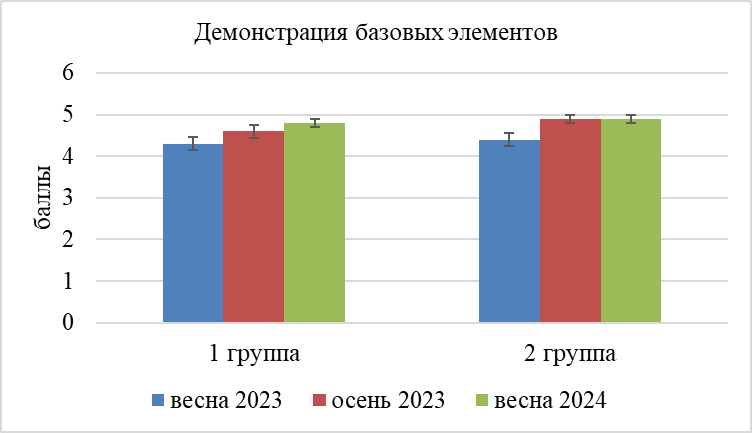 Демонстрация базовых элементов
6
5
4
3
2
1
0
баллы
1 группа 2 группа
весна 2023 осень 2023 весна 2024